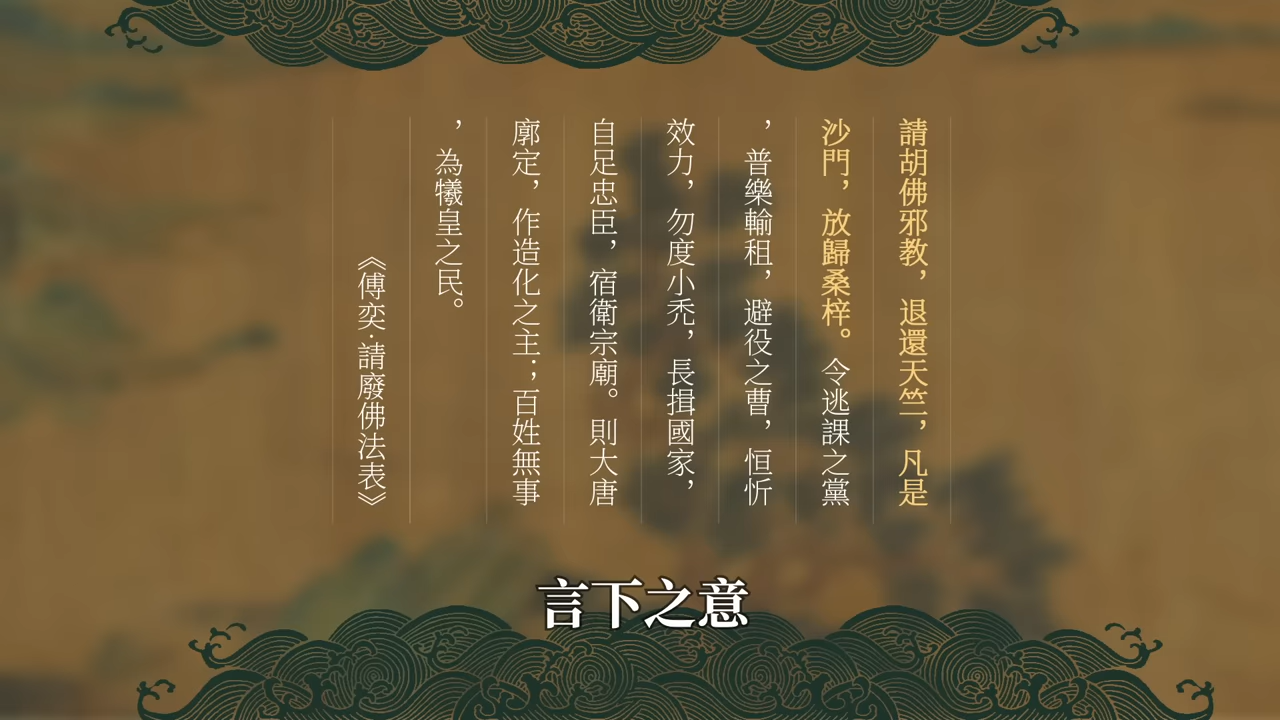 請胡佛邪教，退還天竺，凡是
沙門，放歸桑梓。令逃課之黨
，普樂輸租，避役之曹，恒忻
效力，勿度小禿，長揖國家，
自足忠臣，宿衛宗廟。則大唐
廓定，作造化之主；百姓無事
，為犧皇之民。
《傅奕·請廢佛法表》
言下之意